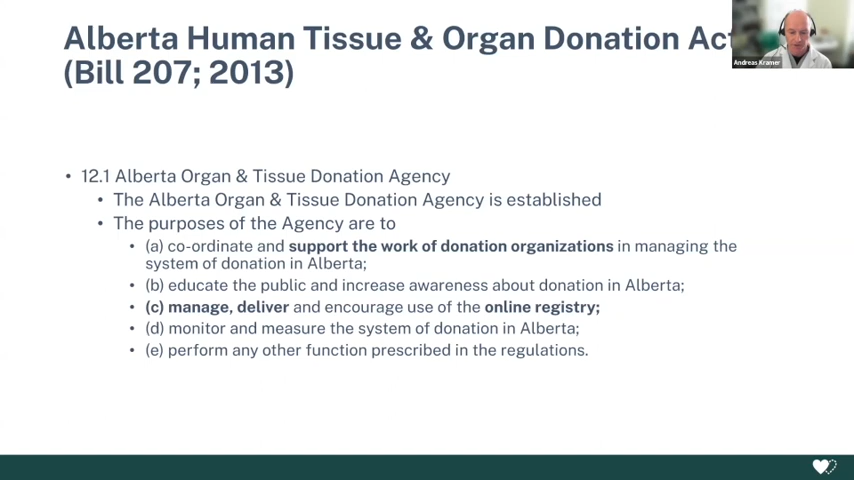 Alberta Human Tissue & Organ Donation Act
(Bill 207; 2013)
Andreas Kramer
• 12.1 Alberta Organ & Tissue Donation Agency
• The Alberta Organ & Tissue Donation Agency is established
• The purposes of the Agency are to
• (a) co-ordinate and support the work of donation organizations in managing the
system of donation in Alberta;
• (b) educate the public and increase awareness about donation in Alberta;
• (c) manage, deliver and encourage use of the online registry;
• (d) monitor and measure the system of donation in Alberta;
• (e) perform any other function prescribed in the regulations.